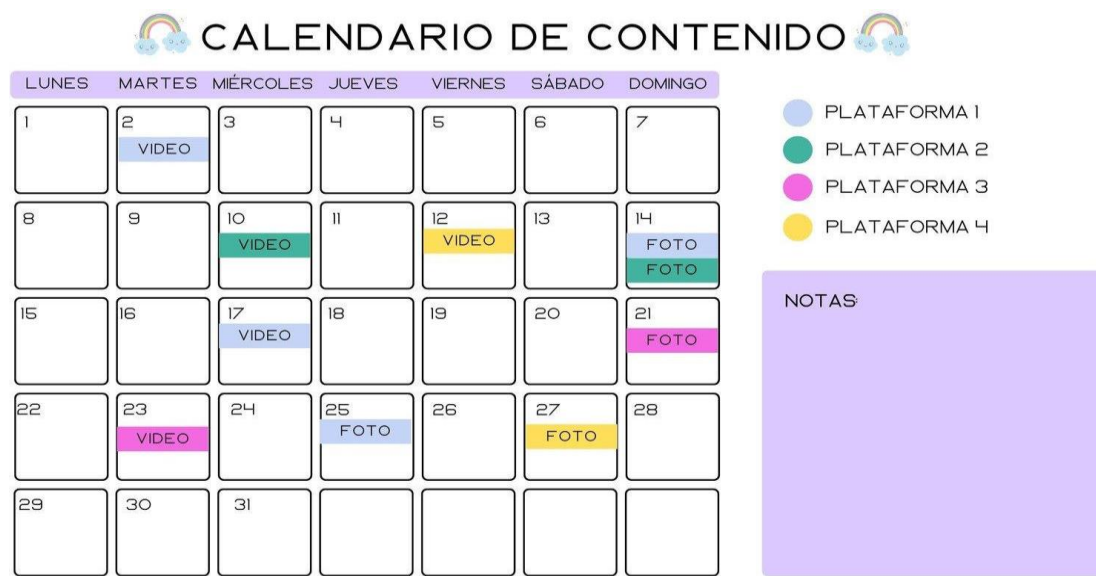 CALENDARIO DE CONTENIDO
LUNES MARTES MIÉRCOLES JUEVES VIERNES SÁBADO DOMINGO
1 2 3 4 5 6 7
VIDEO
8 9 10 11 12 13 14
VIDEO VIDEO FOTO
FOTO
15 16 17 18 19 20 21
VIDEO FOTO
22 23 24 25 26 27 28
VIDEO FOTO FOTO
29 30 31
PLATAFORMA 1
PLATAFORMA 2
PLATAFORMA 3
PLATAFORMA 4
NOTAS: